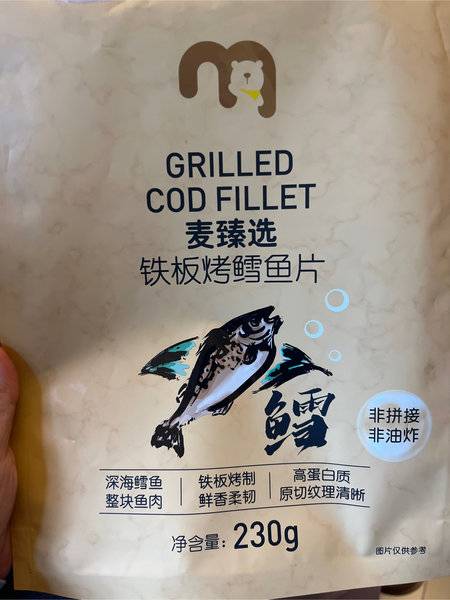 GRILLED
COD FILLET
麦臻选
铁板烤鳕鱼片
鳕
非拼接
非油炸
深海鳕鱼
整块鱼肉
铁板烤制
鲜香柔韧
高蛋白质
原切纹理清晰
净含量: 230g
图片仅供参考